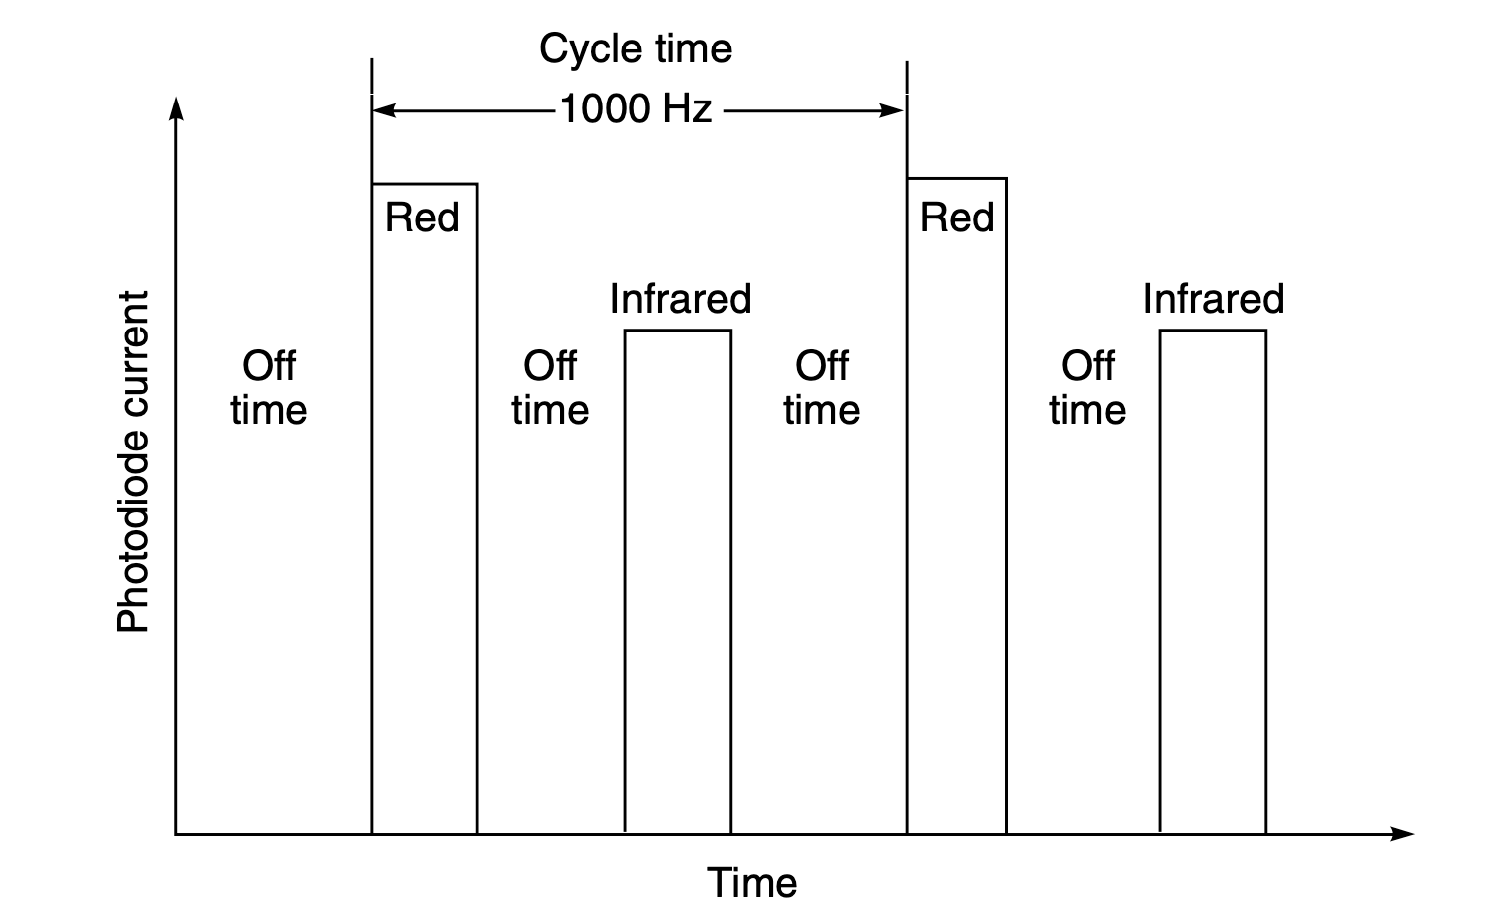 Cycle time
1000 Hz
Red
Red
Infrared
Infrared
Off
time
Off
time
Off
time
Off
time
Photodiode current
Time